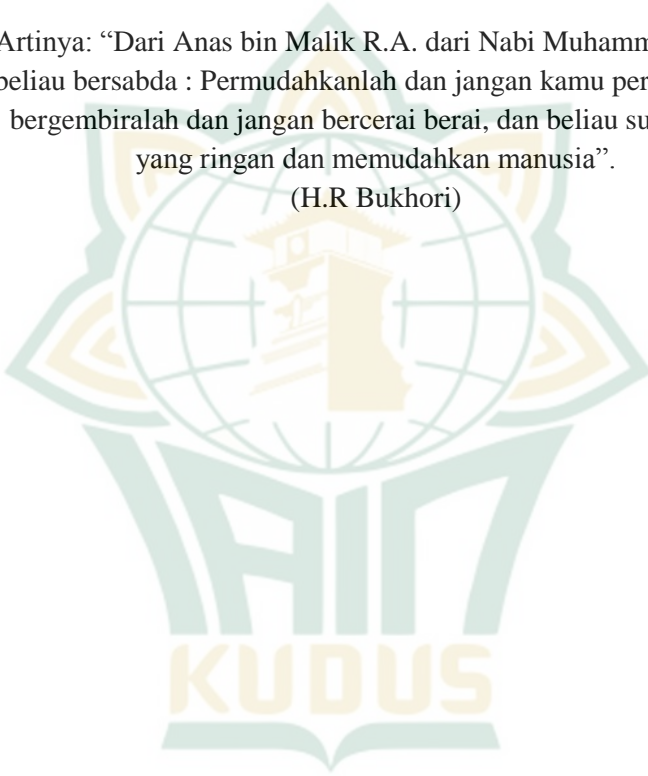 Artinya: “Dari Anas bin Malik R.A. dari Nabi Muhamm
beliau bersabda : Permudahkanlah dan jangan kamu per
bergembiralah dan jangan bercerai berai, dan beliau su
yang ringan dan memudahkan manusia”.
(H.R Bukhori)
IAIN
KUDUS